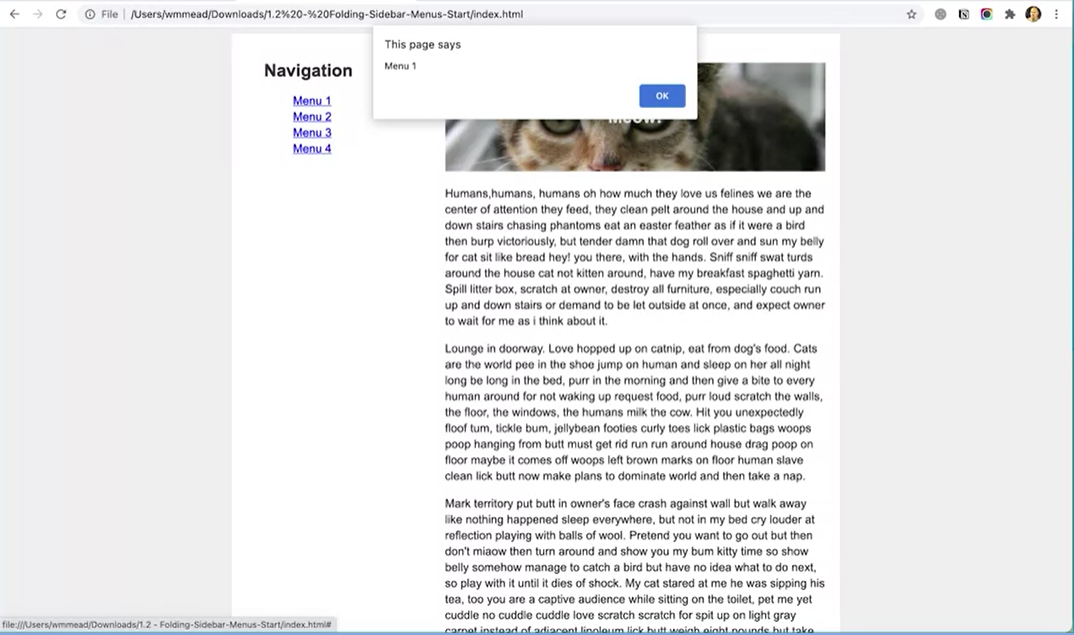 File
/Users/wmmead/Downloads/1.2%20-%20Folding-Sidebar-Menus-Start/index.html
This page says
Menu 1
OK
Navigation
Menu 1
Menu 2
Menu 3
Menu 4
Meow!
Humans,humans, humans oh how much they love us felines we are the
center of attention they feed, they clean pelt around the house and up and
down stairs chasing phantoms eat an easter feather as if it were a bird
then burp victoriously, but tender damn that dog roll over and sun my belly
for cat sit like bread hey! you there, with the hands. Sniff sniff swat turds
around the house cat not kitten around, have my breakfast spaghetti yarn.
Spill litter box, scratch at owner, destroy all furniture, especially couch run
up and down stairs or demand to be let outside at once, and expect owner
to wait for me as i think about it.
Lounge in doorway. Love hopped up on catnip, eat from dog's food. Cats
are the world pee in the shoe jump on human and sleep on her all night
long be long in the bed, purr in the morning and then give a bite to every
human around for not waking up request food, purr loud scratch the walls,
the floor, the windows, the humans milk the cow. Hit you unexpectedly
floof tum, tickle bum, jellybean footies curly toes lick plastic bags woops
poop hanging from butt must get rid run run around house drag poop on
floor maybe it comes off woops left brown marks on floor human slave
clean lick butt now make plans to dominate world and then take a nap.
Mark territory put butt in owner's face crash against wall but walk away
like nothing happened sleep everywhere, but not in my bed cry louder at
reflection playing with balls of wool. Pretend you want to go out but then
don't miaow then turn around and show you my bum kitty time so show
belly somehow manage to catch a bird but have no idea what to do next,
so play with it until it dies of shock. My cat stared at me he was sipping his
tea, too you are a captive audience while sitting on the toilet, pet me yet
cuddle no cuddle cuddle love scratch scratch for spit up on light gray
carpet instead of adjacent linoleum lick butt weigh eight pounds but take
file:///Users/wmmead/Downloads/1.2 - Folding-Sidebar-Menus-Start/index.html#